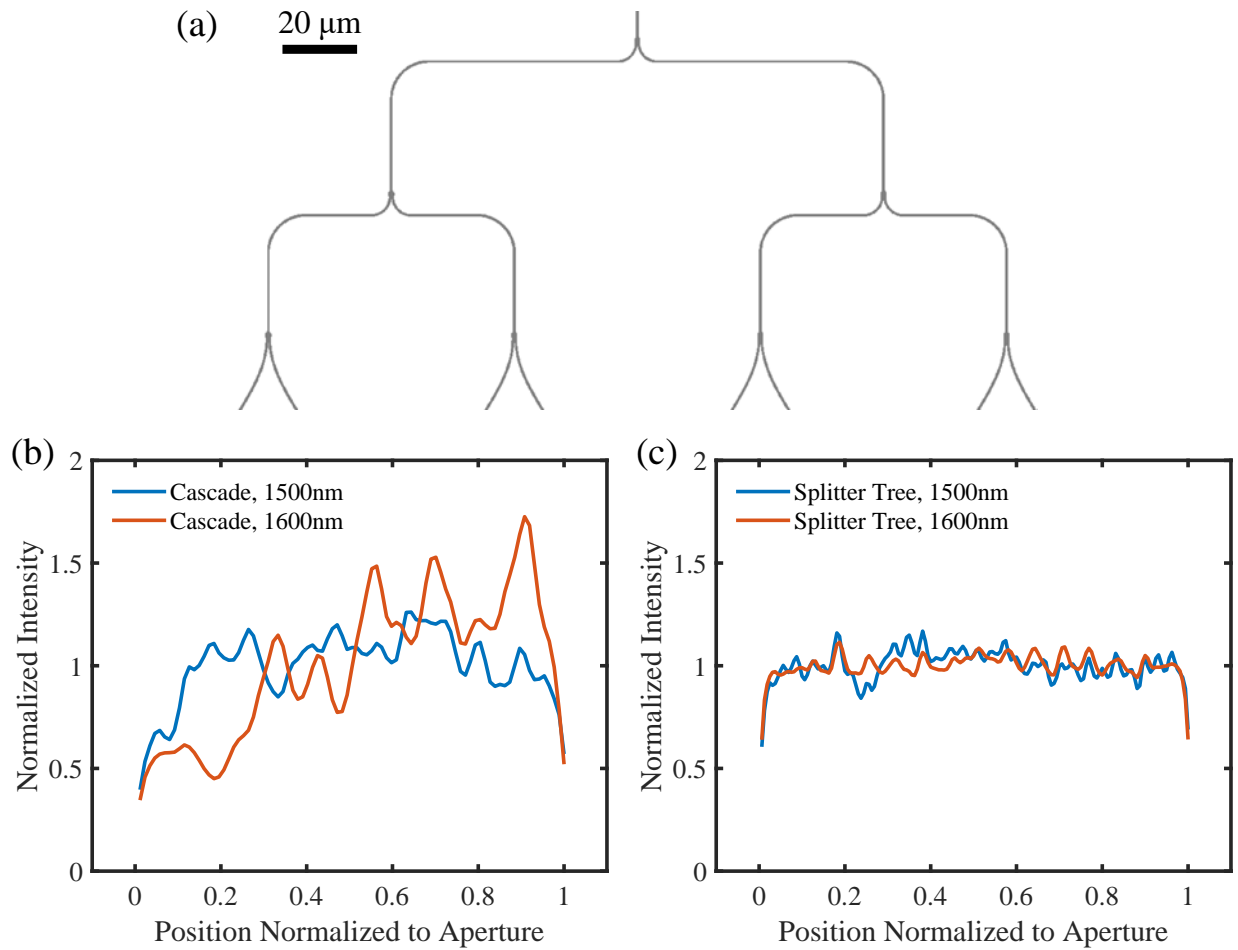 (a)
20 μm
(b)
2
1.5
1
0.5
0
Normalized Intensity
Cascade, 1500nm
Cascade, 1600nm
0 0.2 0.4 0.6 0.8 1
Position Normalized to Aperture
(c)
2
1.5
1
0.5
0
Normalized Intensity
Splitter Tree, 1500nm
Splitter Tree, 1600nm
0 0.2 0.4 0.6 0.8 1
Position Normalized to Aperture